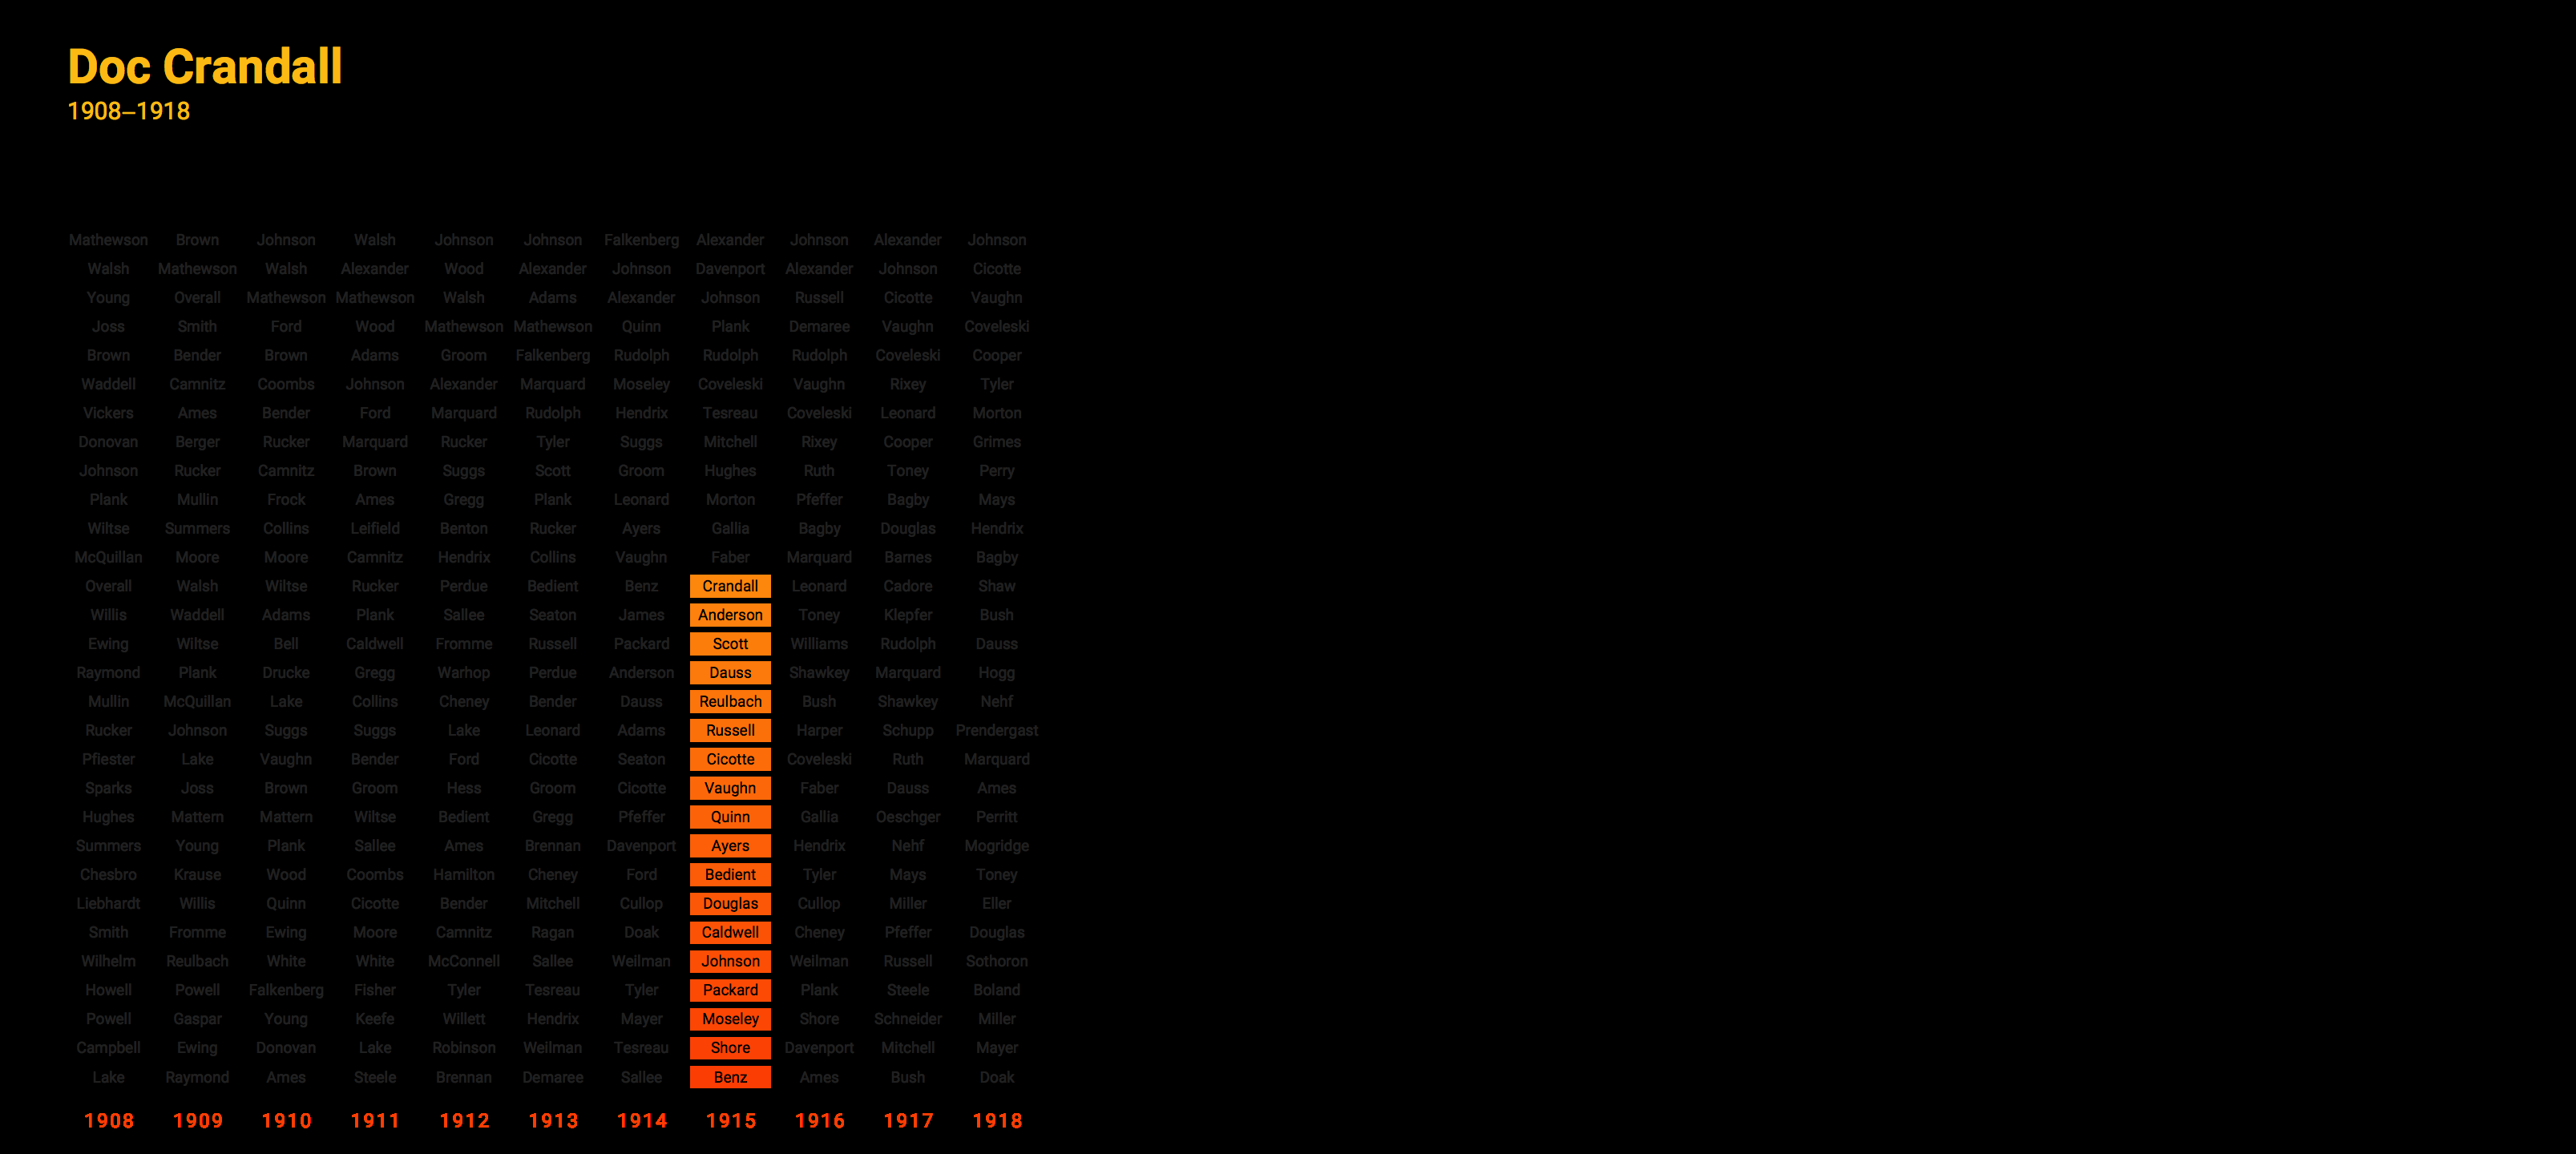 Doc Crandall
1908–1918
Mathewson Brown Johnson Walsh Johnson Johnson Falkenberg Alexander Johnson Alexander Johnson
Walsh Mathewson Walsh Alexander Wood Alexander Johnson Davenport Alexander Johnson Cicotte
Young Overall Mathewson Mathewson Walsh Adams Alexander Johnson Russell Cicotte Vaughn
Joss Smith Ford Wood Mathewson Mathewson Quinn Plank Demaree Vaughn Coveleski
Brown Bender Brown Adams Groom Falkenberg Rudolph Rudolph Rudolph Coveleski Cooper
Waddell Camnitz Coombs Johnson Alexander Marquard Moseley Coveleski Vaughn Rixey Tyler
Vickers Ames Bender Ford Marquard Rudolph Hendrix Tesreau Coveleski Leonard Morton
Donovan Berger Rucker Marquard Rucker Tyler Suggs Mitchell Rixey Cooper Grimes
Johnson Rucker Camnitz Brown Suggs Scott Groom Hughes Ruth Toney Perry
Plank Mullin Frock Ames Gregg Plank Leonard Morton Pfeffer Bagby Mays
Wiltse Summers Collins Leifield Benton Rucker Ayers Gallia Bagby Douglas Hendrix
McQuillan Moore Moore Camnitz Hendrix Collins Vaughn Faber Marquard Barnes Bagby
Overall Walsh Wiltse Rucker Perdue Bedient Benz Crandall Leonard Cadore Shaw
Willis Waddell Adams Plank Sallee Seaton James Anderson Toney Klepfer Bush
Ewing Wiltse Bell Caldwell Fromme Russell Packard Scott Williams Rudolph Dauss
Raymond Plank Drucke Gregg Warhop Perdue Anderson Dauss Shawkey Marquard Hogg
Mullin McQuillan Lake Collins Cheney Bender Dauss Reulbach Bush Shawkey Nehf
Rucker Johnson Suggs Suggs Lake Leonard Adams Russell Harper Schupp Prendergast
Pfiester Lake Vaughn Bender Ford Cicotte Seaton Cicotte Coveleski Ruth Marquard
Sparks Joss Brown Groom Hess Groom Cicotte Vaughn Faber Dauss Ames
Hughes Mattern Mattern Wiltse Bedient Gregg Pfeffer Quinn Gallia Oeschger Perritt
Summers Young Plank Sallee Ames Brennan Davenport Ayers Hendrix Nehf Mogridge
Chesbro Krause Wood Coombs Hamilton Cheney Ford Bedient Tyler Mays Toney
Liebhardt Willis Quinn Cicotte Bender Mitchell Cullop Douglas Cullop Miller Eller
Smith Fromme Ewing Moore Camnitz Ragan Doak Caldwell Cheney Pfeffer Douglas
Wilhelm Reulbach White White McConnell Sallee Weilman Johnson Weilman Russell Sothoron
Howell Powell Falkenberg Fisher Tyler Tesreau Tyler Packard Plank Steele Boland
Powell Gaspar Young Keefe Willett Hendrix Mayer Moseley Shore Schneider Miller
Campbell Ewing Donovan Lake Robinson Weilman Tesreau Shore Davenport Mitchell Mayer
Lake Raymond Ames Steele Brennan Demaree Sallee Benz Ames Bush Doak
1908 1909 1910 1911 1912 1913 1914 1915 1916 1917 1918